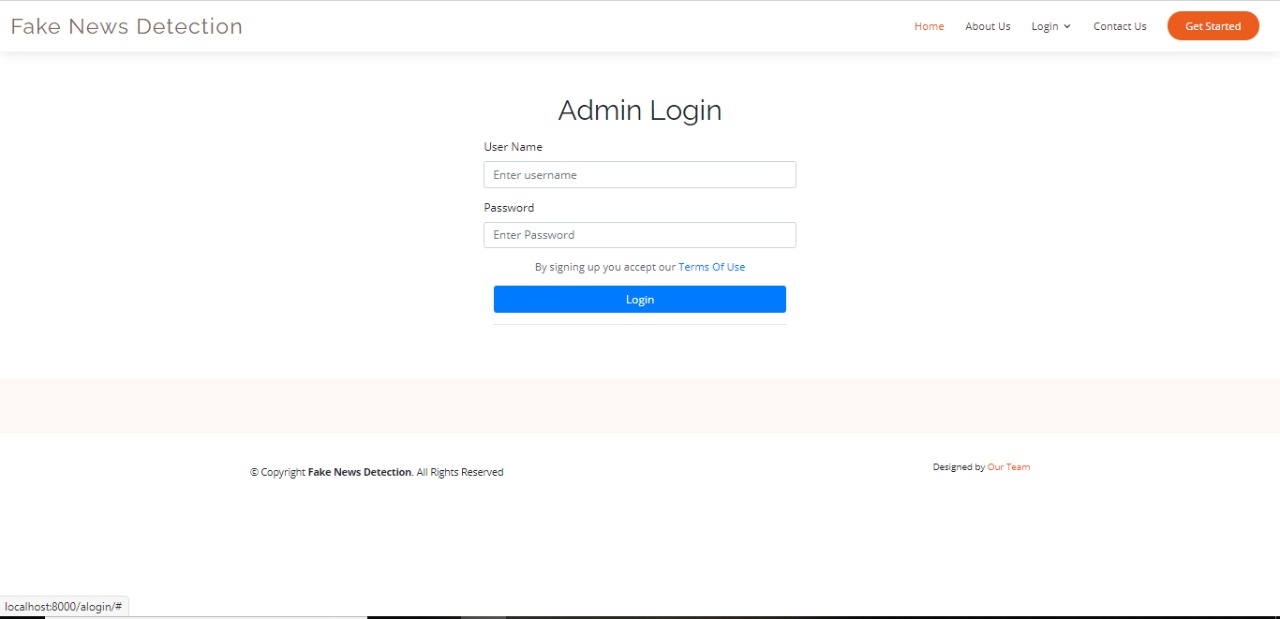 Fake News Detection
Home About Us Login Contact Us Get Started
Admin Login
User Name
Enter username
Password
Enter Password
By signing up you accept our Terms Of Use
Login
© Copyright Fake News Detection. All Rights Reserved
Designed by Our Team
localhost:8000/alogin/#